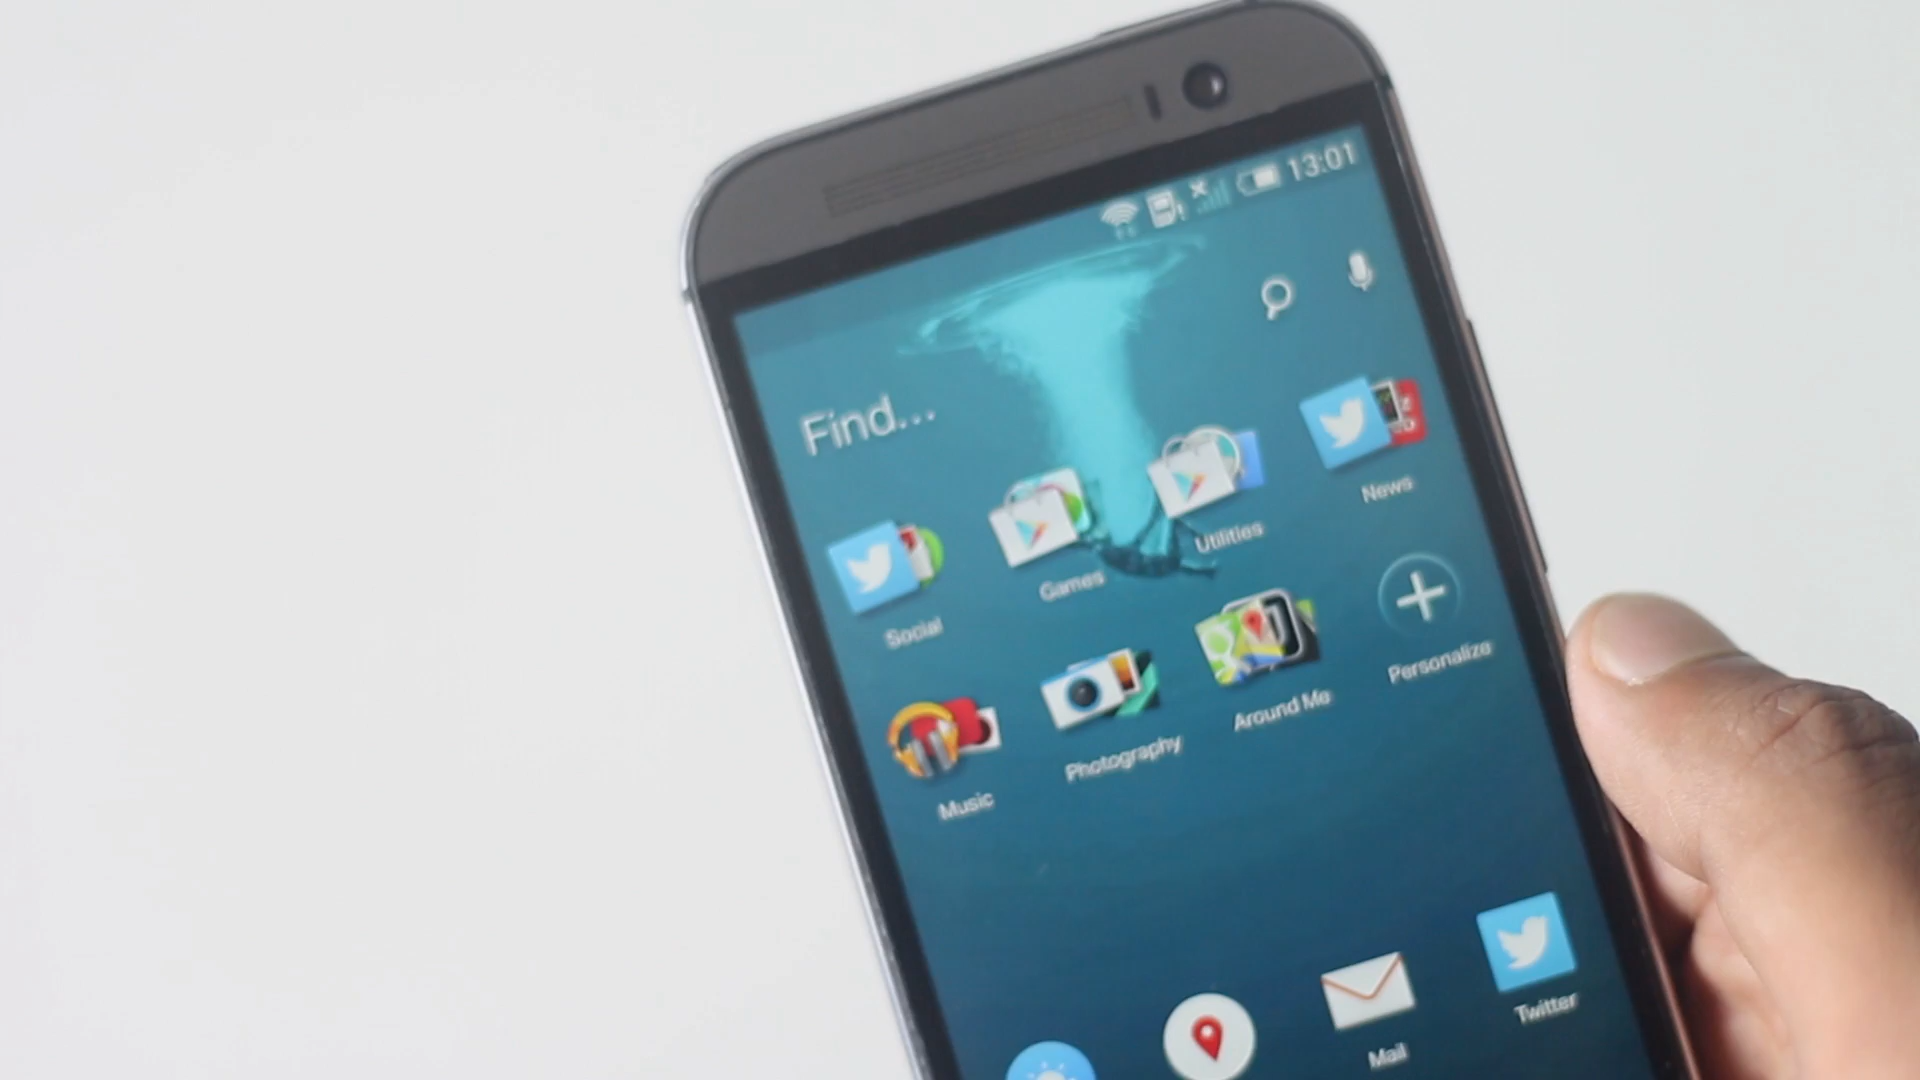 13:01
Find...
Social
Games
Utilities
News
Music
Photography
Around Me
Personalize
Mail
Twitter